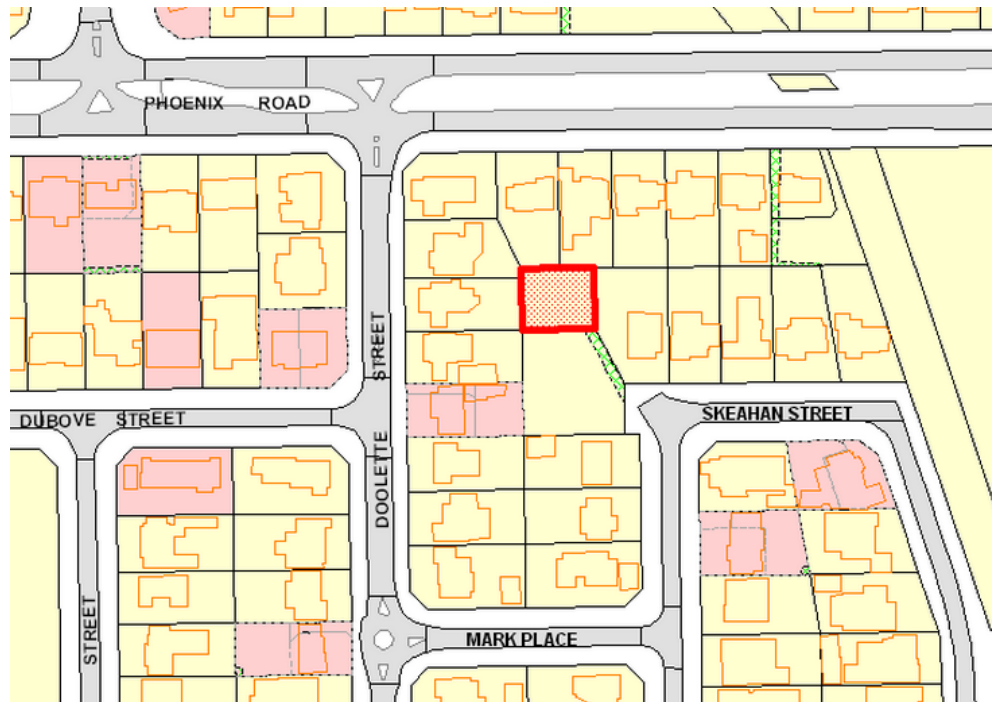 PHOENIX ROAD
DOOLETTE STREET
DUBOVE STREET
SKEAHAN STREET
STREET
MARK PLACE